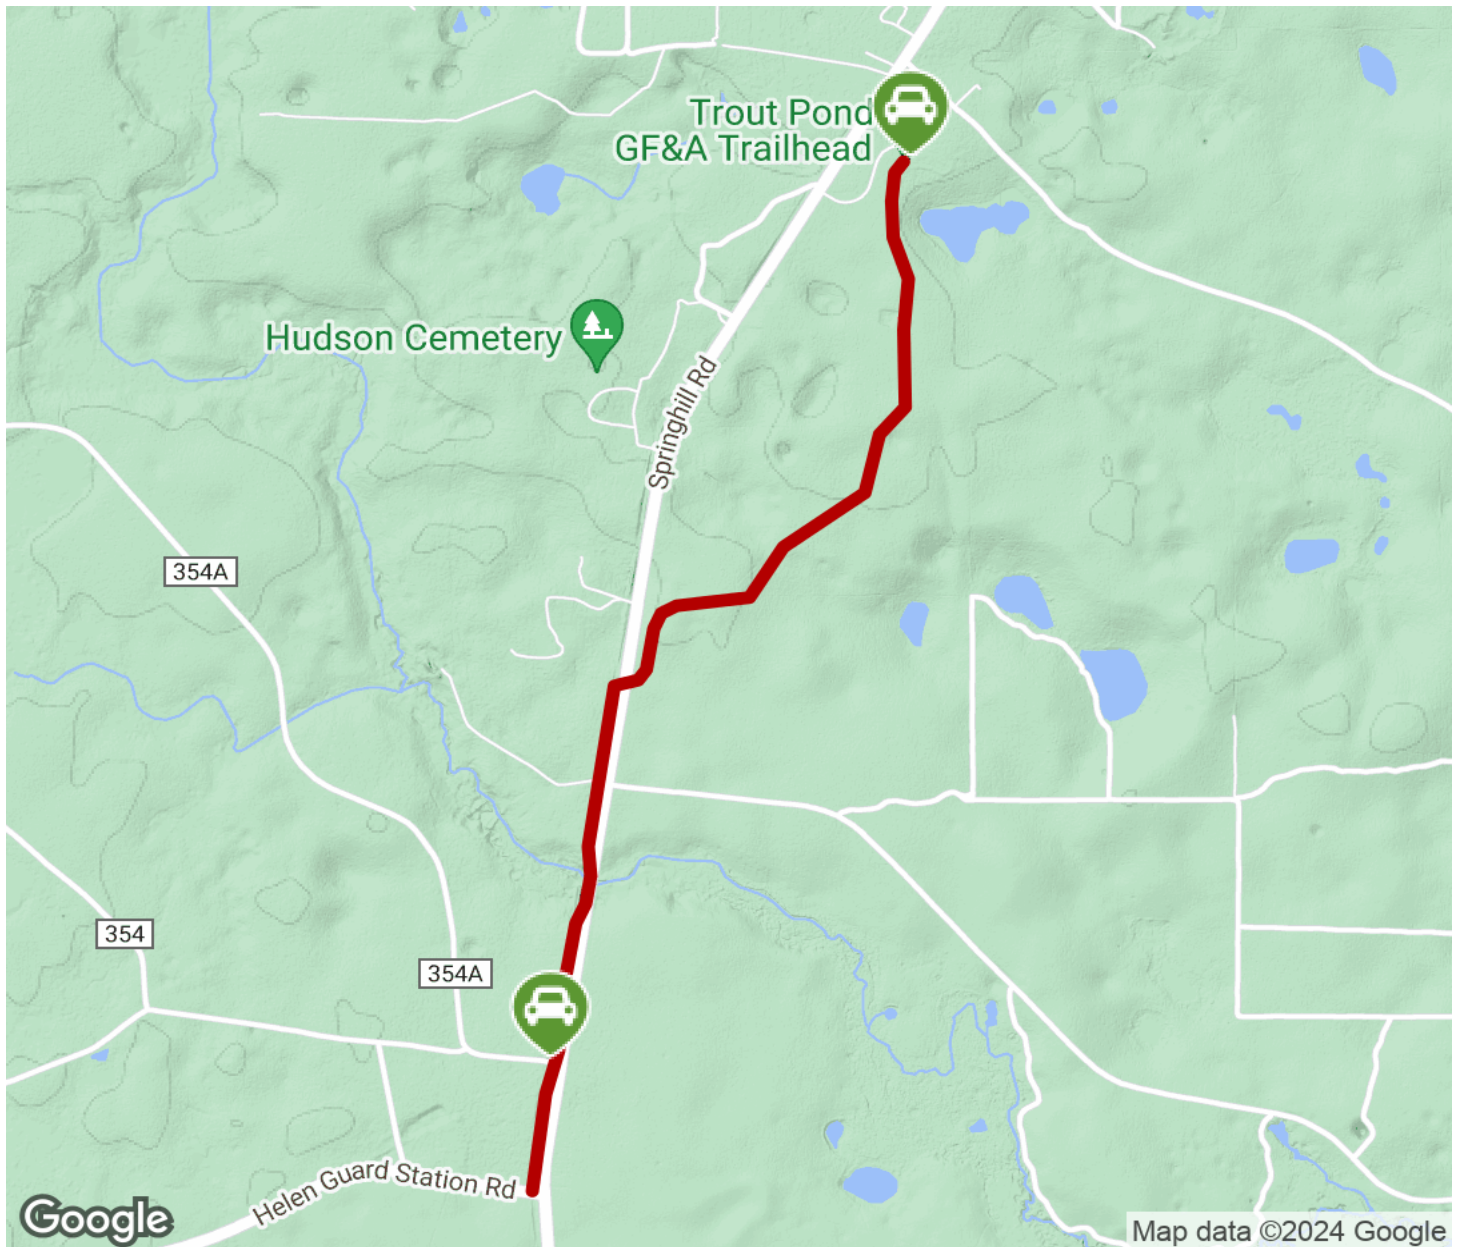 Trout Pond
GF&A Trailhead
Hudson Cemetery
Springhill Rd
354A
354
354A
Helen Guard Station Rd
Google
Map data ©2024 Google